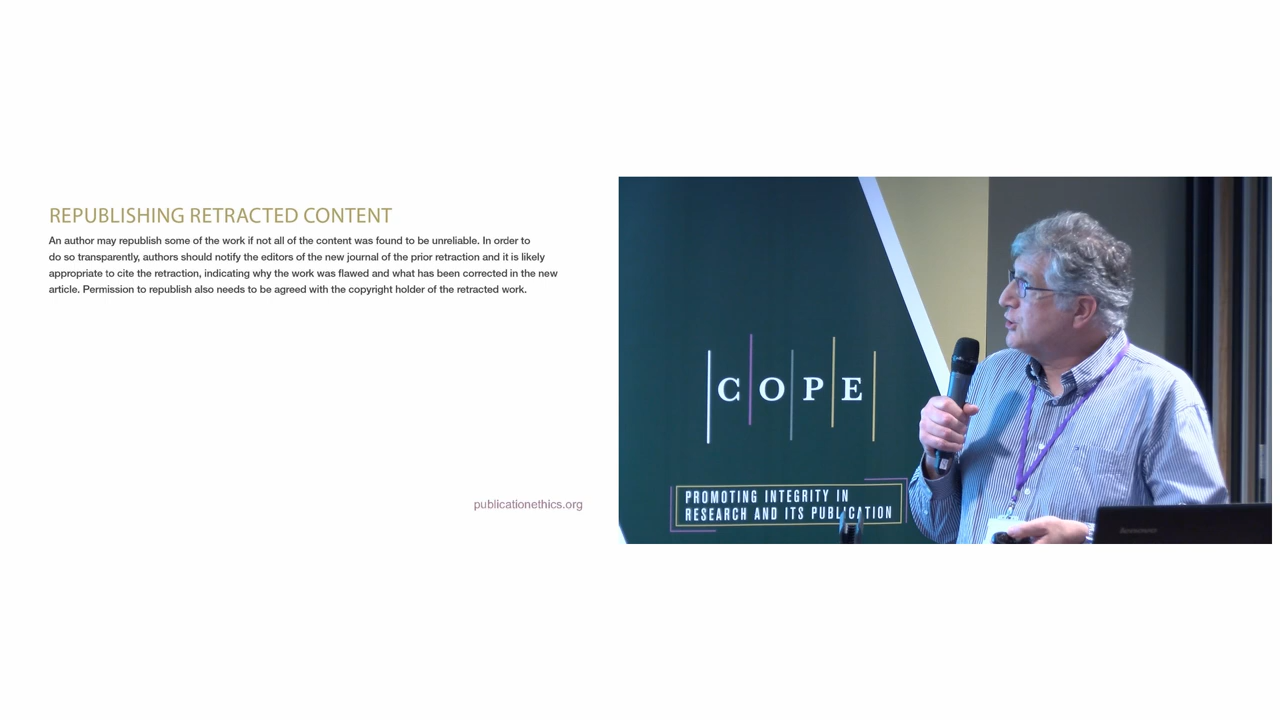 REPUBLISHING RETRACTED CONTENT
An author may republish some of the work if not all of the content was found to be unreliable. In order to
do so transparently, authors should notify the editors of the new journal of the prior retraction and it is likely
appropriate to cite the retraction, indicating why the work was flawed and what has been corrected in the new
article. Permission to republish also needs to be agreed with the copyright holder of the retracted work.
publicationethics.org
COPE
PROMOTING INTEGRITY IN
RESEARCH AND ITS PUBLICATION
lenovo